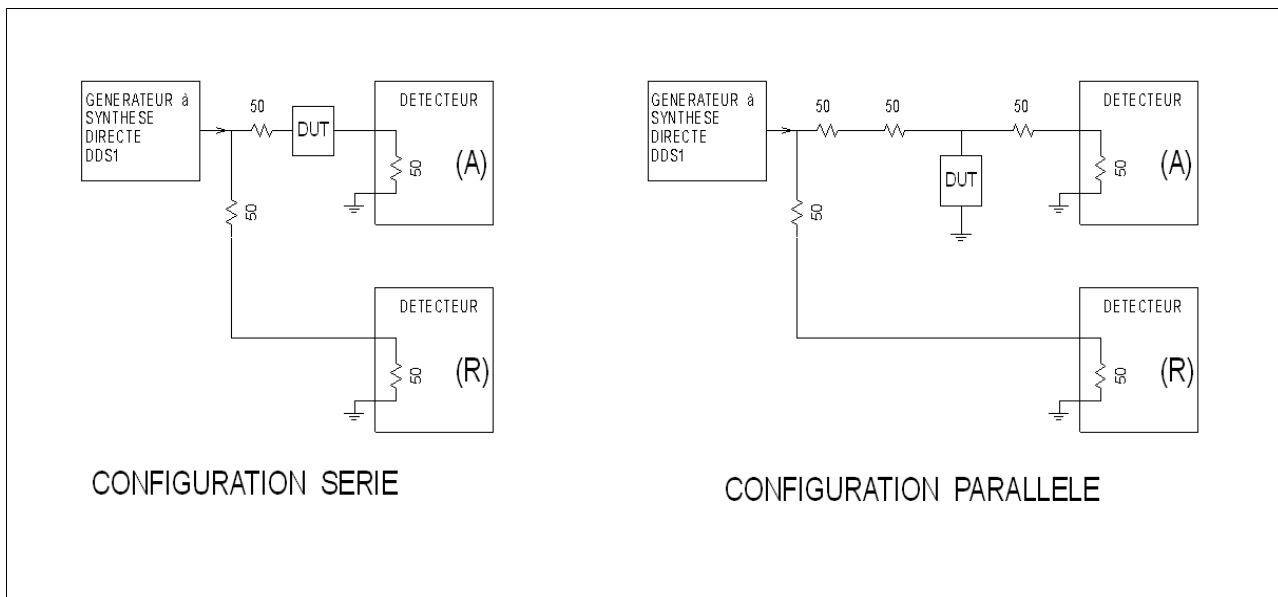 GENERATEUR à
SYNTHESE
DIRECTE
DDS1
50
DUT
DETECTEUR
(A)
50
50
DETECTEUR
(R)
50
CONFIGURATION SERIE
GENERATEUR à
SYNTHESE
DIRECTE
DDS1
50
50
50
DUT
DETECTEUR
(A)
50
50
DETECTEUR
(R)
50
CONFIGURATION PARALLELE